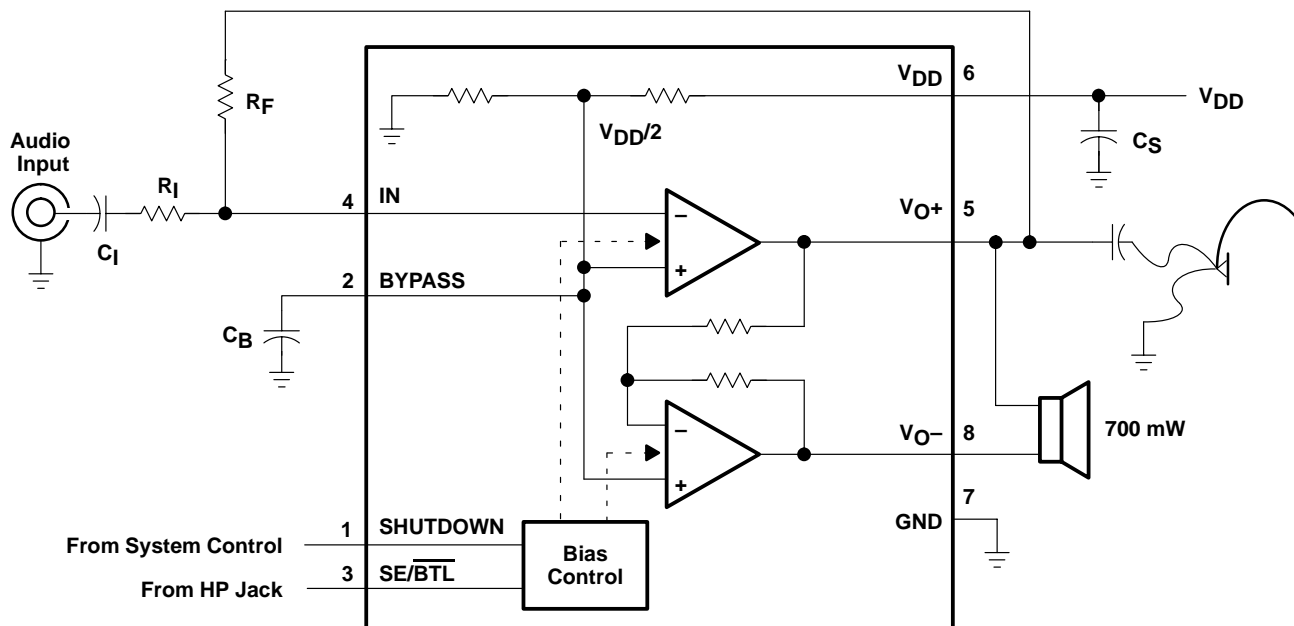 VDD 6
RF
VDD/2
VDD
CS
Audio
Input
RI
CI
4 IN
VO+ 5
−
+
2 BYPASS
CB
−
+
VO− 8
700 mW
7
GND
1 SHUTDOWN
From System Control
3 SE/B̅T̅L̅
From HP Jack
Bias
Control